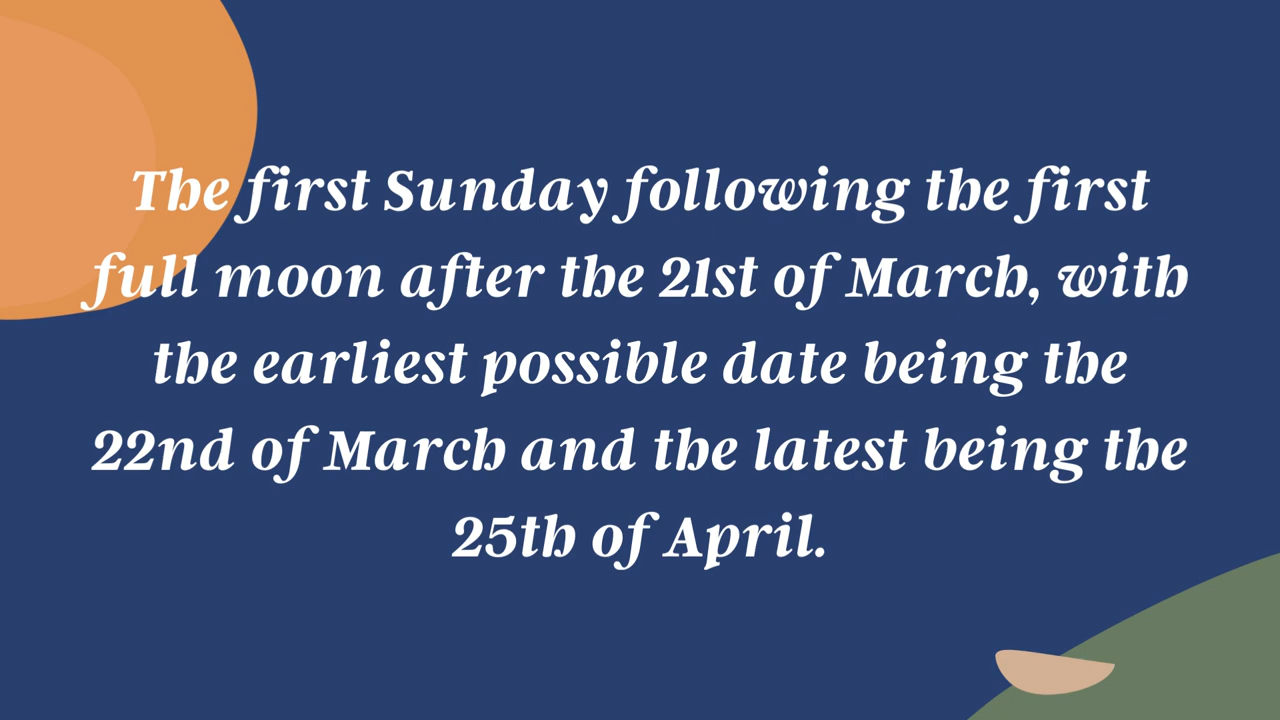 The first Sunday following the first
full moon after the 21st of March, with
the earliest possible date being the
22nd of March and the latest being the
25th of April.